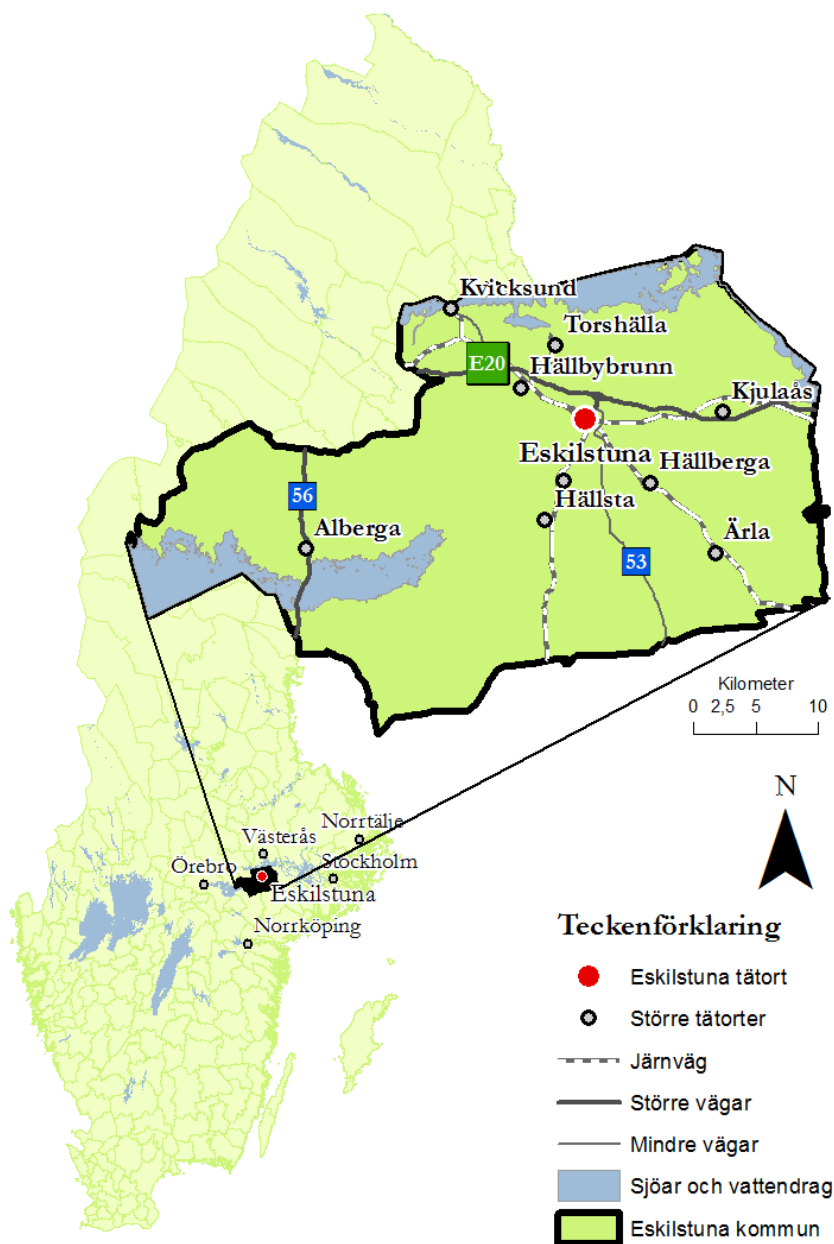 Kvicksund
Torshälla
E20
Hällbybrunn
Kjulaås
Eskilstuna
Hällberga
56
Hällsta
Alberga
Ärla
53
Kilometer
0 2,5 5 10
N
Norrtälje
Västerås
Stockholm
Örebro
Eskilstuna
Norrköping
Teckenförklaring
Eskilstuna tätort
Större tätorter
Järnväg
Större vägar
Mindre vägar
Sjöar och vattendrag
Eskilstuna kommun